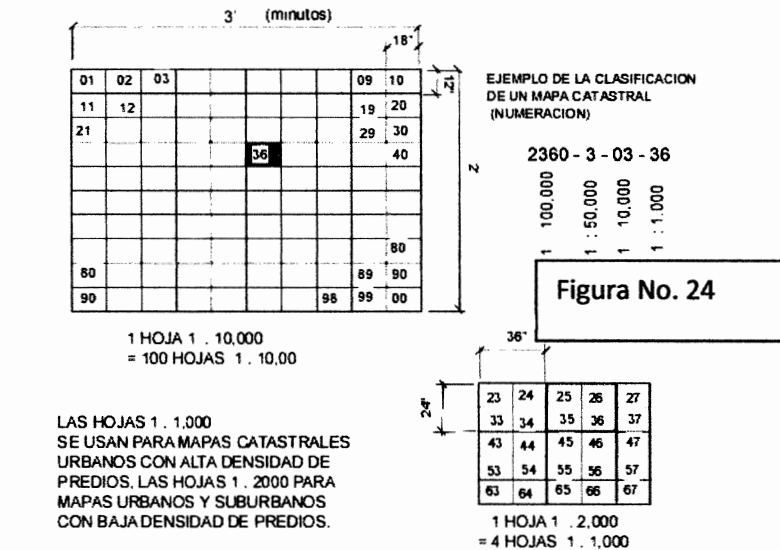 3' (minutos)
18"
01 02 03 09 10
12"
11 12 19 20
21 29 30
36 40
2'
80
80 89 90
90 98 99 00
1 HOJA 1 . 10,000
= 100 HOJAS 1 . 10,00
EJEMPLO DE LA CLASIFICACION
DE UN MAPA CATASTRAL
(NUMERACION)
2360 - 3 - 03 - 36
1 100,000
1 : 50,000
1 10,000
1 : 1.000
Figura No. 24
36"
24"
23 24 25 26 27
33 34 35 36 37
43 44 45 46 47
53 54 55 56 57
63 64 65 66 67
1 HOJA 1 . 2,000
= 4 HOJAS 1 . 1,000
LAS HOJAS 1 . 1,000
SE USAN PARA MAPAS CATASTRALES
URBANOS CON ALTA DENSIDAD DE
PREDIOS, LAS HOJAS 1 . 2000 PARA
MAPAS URBANOS Y SUBURBANOS
CON BAJA DENSIDAD DE PREDIOS.